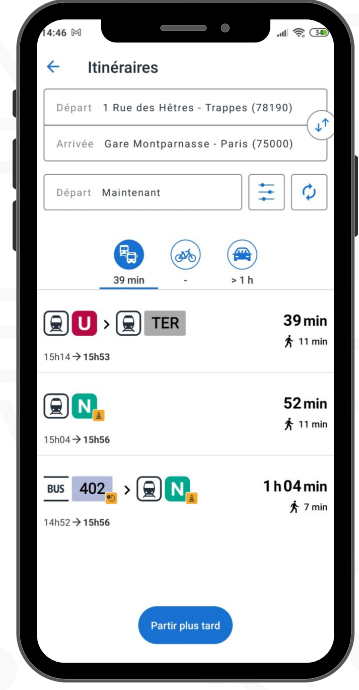 14:46
34
Itinéraires
Départ 1 Rue des Hêtres - Trappes (78190)
Arrivée Gare Montparnasse - Paris (75000)
Départ Maintenant
39 min
-
> 1 h
U > TER 39 min
11 min
15h14 → 15h53
N 52 min
11 min
15h04 → 15h56
BUS 402 > N 1 h 04 min
7 min
14h52 → 15h56
Partir plus tard